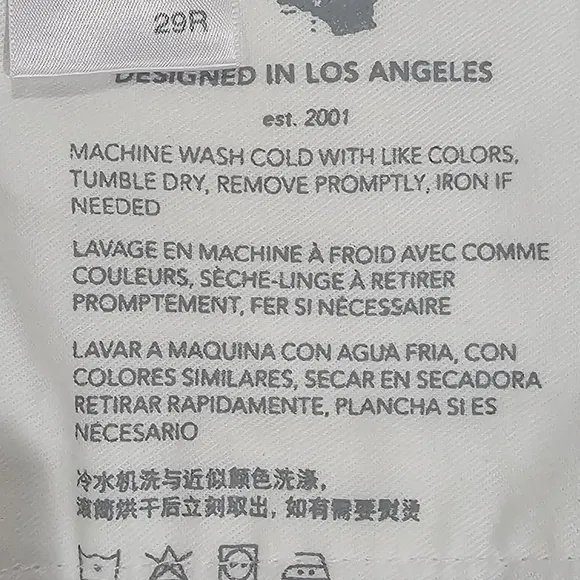 29R
DESIGNED IN LOS ANGELES
est. 2001
MACHINE WASH COLD WITH LIKE COLORS,
TUMBLE DRY, REMOVE PROMPTLY, IRON IF
NEEDED
LAVAGE EN MACHINE À FROID AVEC COMME
COULEURS, SÈCHE-LINGE À RETIRER
PROMPTEMENT, FER SI NÉCESSAIRE
LAVAR A MAQUINA CON AGUA FRIA, CON
COLORES SIMILARES, SECAR EN SECADORA
RETIRAR RAPIDAMENTE, PLANCHA SI ES
NECESARIO
冷水机洗与近似颜色洗涤，
滚筒烘干后立刻取出，如有需要熨烫